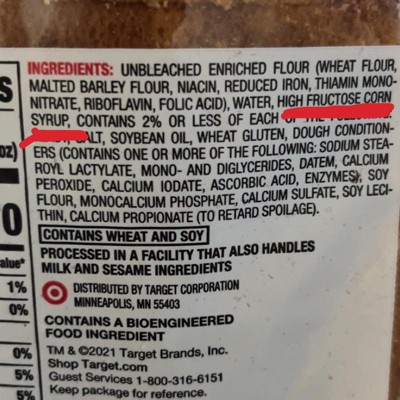 INGREDIENTS: UNBLEACHED ENRICHED FLOUR (WHEAT FLOUR,
MALTED BARLEY FLOUR, NIACIN, REDUCED IRON, THIAMIN MONO-
NITRATE, RIBOFLAVIN, FOLIC ACID), WATER, HIGH FRUCTOSE CORN
SYRUP, CONTAINS 2% OR LESS OF EACH
SOYBEAN OIL, WHEAT GLUTEN, DOUGH CONDITION-
ERS (CONTAINS ONE OR MORE OF THE FOLLOWING: SODIUM STEA-
ROYL LACTYLATE, MONO- AND DIGLYCERIDES, DATEM, CALCIUM
PEROXIDE, CALCIUM IODATE, ASCORBIC ACID, ENZYMES), SOY
FLOUR, MONOCALCIUM PHOSPHATE, CALCIUM SULFATE, SOY LECI-
THIN, CALCIUM PROPIONATE (TO RETARD SPOILAGE).
CONTAINS WHEAT AND SOY
PROCESSED IN A FACILITY THAT ALSO HANDLES
MILK AND SESAME INGREDIENTS
DISTRIBUTED BY TARGET CORPORATION
MINNEAPOLIS, MN 55403
CONTAINS A BIOENGINEERED
FOOD INGREDIENT
TM & ©2021 Target Brands, Inc.
Shop Target.com
Guest Services 1-800-316-6151
Keep package for reference.
S
oz)
0
alue*
1%
0%
0%
5%
5%